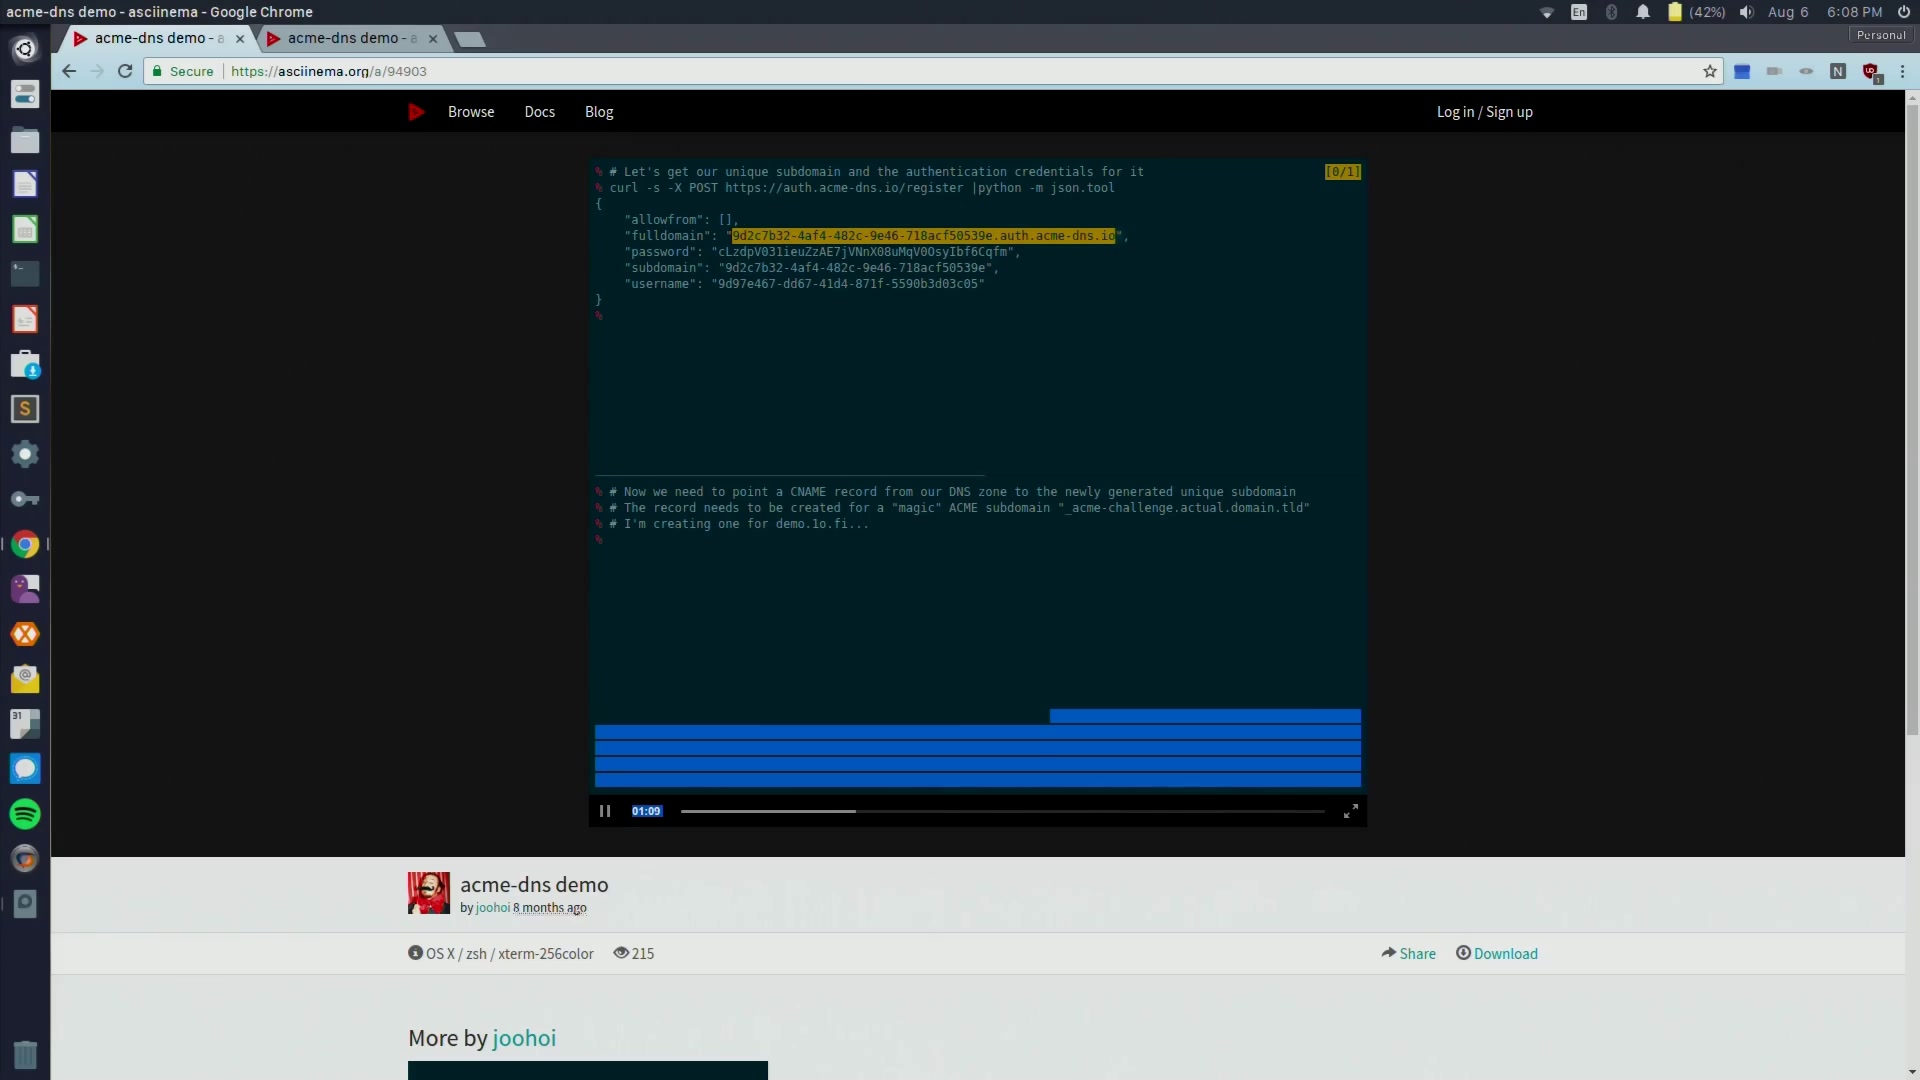 acme-dns demo - asciinema - Google Chrome
En
(42%)
Aug 6
6:08 PM
acme-dns demo - a
acme-dns demo - a
Personal
Secure
https://asciinema.org/a/94903
N
1
Browse
Docs
Blog
Log in / Sign up
% # Let's get our unique subdomain and the authentication credentials for it
[0/1]
% curl -s -X POST https://auth.acme-dns.io/register |python -m json.tool
{
"allowfrom": [],
"fulldomain": "9d2c7b32-4af4-482c-9e46-718acf50539e.auth.acme-dns.io",
"password": "cLzdpV031ieuZzAE7jVNnX08uMqV0OsyIbf6Cqfm",
"subdomain": "9d2c7b32-4af4-482c-9e46-718acf50539e",
"username": "9d97e467-dd67-41d4-871f-5590b3d03c05"
}
%
% # Now we need to point a CNAME record from our DNS zone to the newly generated unique subdomain
% # The record needs to be created for a "magic" ACME subdomain "_acme-challenge.actual.domain.tld"
% # I'm creating one for demo.1o.fi...
%
01:09
acme-dns demo
by joohoi 8 months ago
OS X / zsh / xterm-256color
215
Share
Download
More by joohoi
S
31